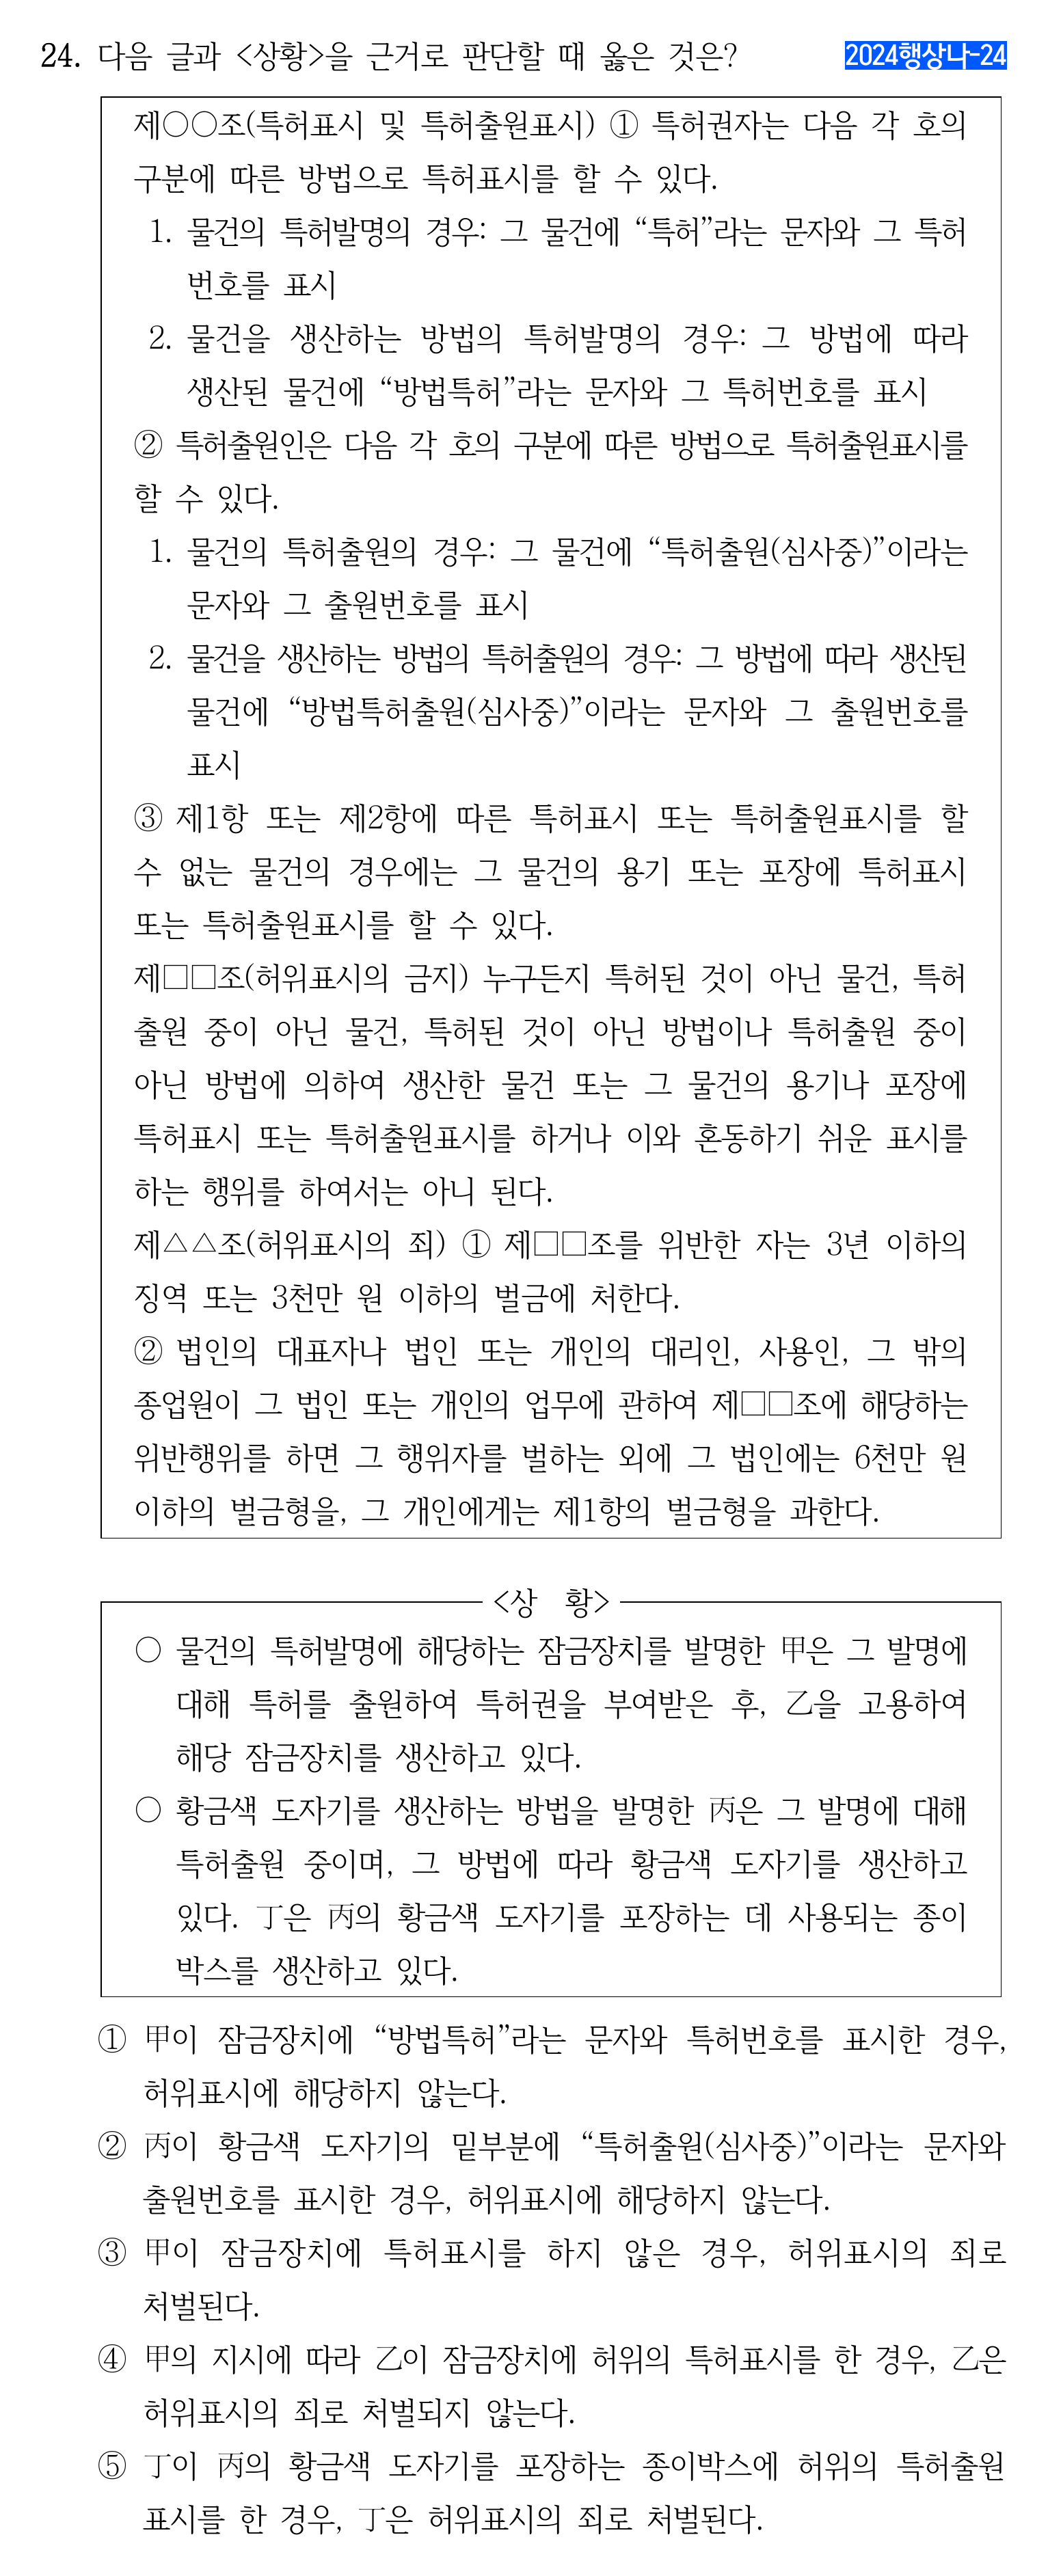 24. 다음 글과 <상황>을 근거로 판단할 때 옳은 것은?
2024행상나-24
제○○조(특허표시 및 특허출원표시) ① 특허권자는 다음 각 호의
구분에 따른 방법으로 특허표시를 할 수 있다.
1. 물건의 특허발명의 경우: 그 물건에 “특허”라는 문자와 그 특허
번호를 표시
2. 물건을 생산하는 방법의 특허발명의 경우: 그 방법에 따라
생산된 물건에 “방법특허”라는 문자와 그 특허번호를 표시
② 특허출원인은 다음 각 호의 구분에 따른 방법으로 특허출원표시를
할 수 있다.
1. 물건의 특허출원의 경우: 그 물건에 “특허출원(심사중)”이라는
문자와 그 출원번호를 표시
2. 물건을 생산하는 방법의 특허출원의 경우: 그 방법에 따라 생산된
물건에 “방법특허출원(심사중)”이라는 문자와 그 출원번호를
표시
③ 제1항 또는 제2항에 따른 특허표시 또는 특허출원표시를 할
수 없는 물건의 경우에는 그 물건의 용기 또는 포장에 특허표시
또는 특허출원표시를 할 수 있다.
제□□조(허위표시의 금지) 누구든지 특허된 것이 아닌 물건, 특허
출원 중이 아닌 물건, 특허된 것이 아닌 방법이나 특허출원 중이
아닌 방법에 의하여 생산한 물건 또는 그 물건의 용기나 포장에
특허표시 또는 특허출원표시를 하거나 이와 혼동하기 쉬운 표시를
하는 행위를 하여서는 아니 된다.
제△△조(허위표시의 죄) ① 제□□조를 위반한 자는 3년 이하의
징역 또는 3천만 원 이하의 벌금에 처한다.
② 법인의 대표자나 법인 또는 개인의 대리인, 사용인, 그 밖의
종업원이 그 법인 또는 개인의 업무에 관하여 제□□조에 해당하는
위반행위를 하면 그 행위자를 벌하는 외에 그 법인에는 6천만 원
이하의 벌금형을, 그 개인에게는 제1항의 벌금형을 과한다.
<상 황>
○ 물건의 특허발명에 해당하는 잠금장치를 발명한 甲은 그 발명에
대해 특허를 출원하여 특허권을 부여받은 후, 乙을 고용하여
해당 잠금장치를 생산하고 있다.
○ 황금색 도자기를 생산하는 방법을 발명한 丙은 그 발명에 대해
특허출원 중이며, 그 방법에 따라 황금색 도자기를 생산하고
있다. 丁은 丙의 황금색 도자기를 포장하는 데 사용되는 종이
박스를 생산하고 있다.
① 甲이 잠금장치에 “방법특허”라는 문자와 특허번호를 표시한 경우,
허위표시에 해당하지 않는다.
② 丙이 황금색 도자기의 밑부분에 “특허출원(심사중)”이라는 문자와
출원번호를 표시한 경우, 허위표시에 해당하지 않는다.
③ 甲이 잠금장치에 특허표시를 하지 않은 경우, 허위표시의 죄로
처벌된다.
④ 甲의 지시에 따라 乙이 잠금장치에 허위의 특허표시를 한 경우, 乙은
허위표시의 죄로 처벌되지 않는다.
⑤ 丁이 丙의 황금색 도자기를 포장하는 종이박스에 허위의 특허출원
표시를 한 경우, 丁은 허위표시의 죄로 처벌된다.